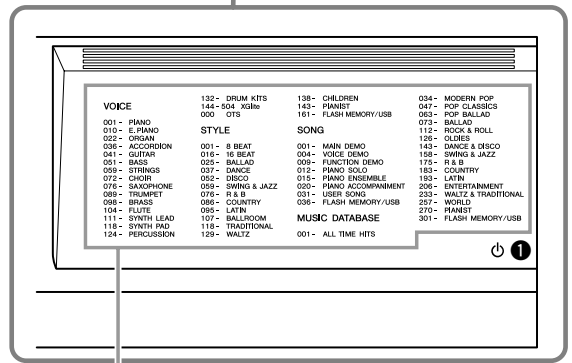 VOICE
001 - PIANO
010 - E. PIANO
022 - ORGAN
036 - ACCORDION
041 - GUITAR
051 - BASS
059 - STRINGS
072 - CHOIR
076 - SAXOPHONE
089 - TRUMPET
098 - BRASS
104 - FLUTE
111 - SYNTH LEAD
118 - SYNTH PAD
124 - PERCUSSION
132 - DRUM KITS
144 - 504 XGlite
000 OTS
STYLE
001 - 8 BEAT
016 - 16 BEAT
025 - BALLAD
037 - DANCE
052 - DISCO
059 - SWING & JAZZ
076 - R & B
086 - COUNTRY
095 - LATIN
107 - BALLROOM
118 - TRADITIONAL
129 - WALTZ
138 - CHILDREN
143 - PIANIST
161 - FLASH MEMORY/USB
SONG
001 - MAIN DEMO
004 - VOICE DEMO
009 - FUNCTION DEMO
012 - PIANO SOLO
015 - PIANO ENSEMBLE
020 - PIANO ACCOMPANIMENT
031 - USER SONG
036 - FLASH MEMORY/USB
MUSIC DATABASE
001 - ALL TIME HITS
034 - MODERN POP
047 - POP CLASSICS
063 - POP BALLAD
073 - BALLAD
112 - ROCK & ROLL
126 - OLDIES
143 - DANCE & DISCO
158 - SWING & JAZZ
175 - R & B
183 - COUNTRY
193 - LATIN
206 - ENTERTAINMENT
233 - WALTZ & TRADITIONAL
257 - WORLD
270 - PIANIST
301 - FLASH MEMORY/USB
1